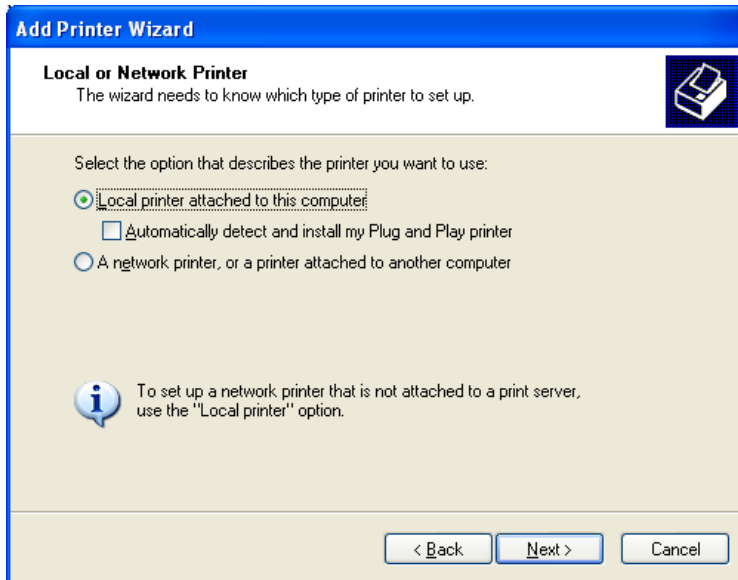 Add Printer Wizard
Local or Network Printer
The wizard needs to know which type of printer to set up.
Select the option that describes the printer you want to use:
Local printer attached to this computer
Automatically detect and install my Plug and Play printer
A network printer, or a printer attached to another computer
To set up a network printer that is not attached to a print server,
use the "Local printer" option.
< Back
Next >
Cancel